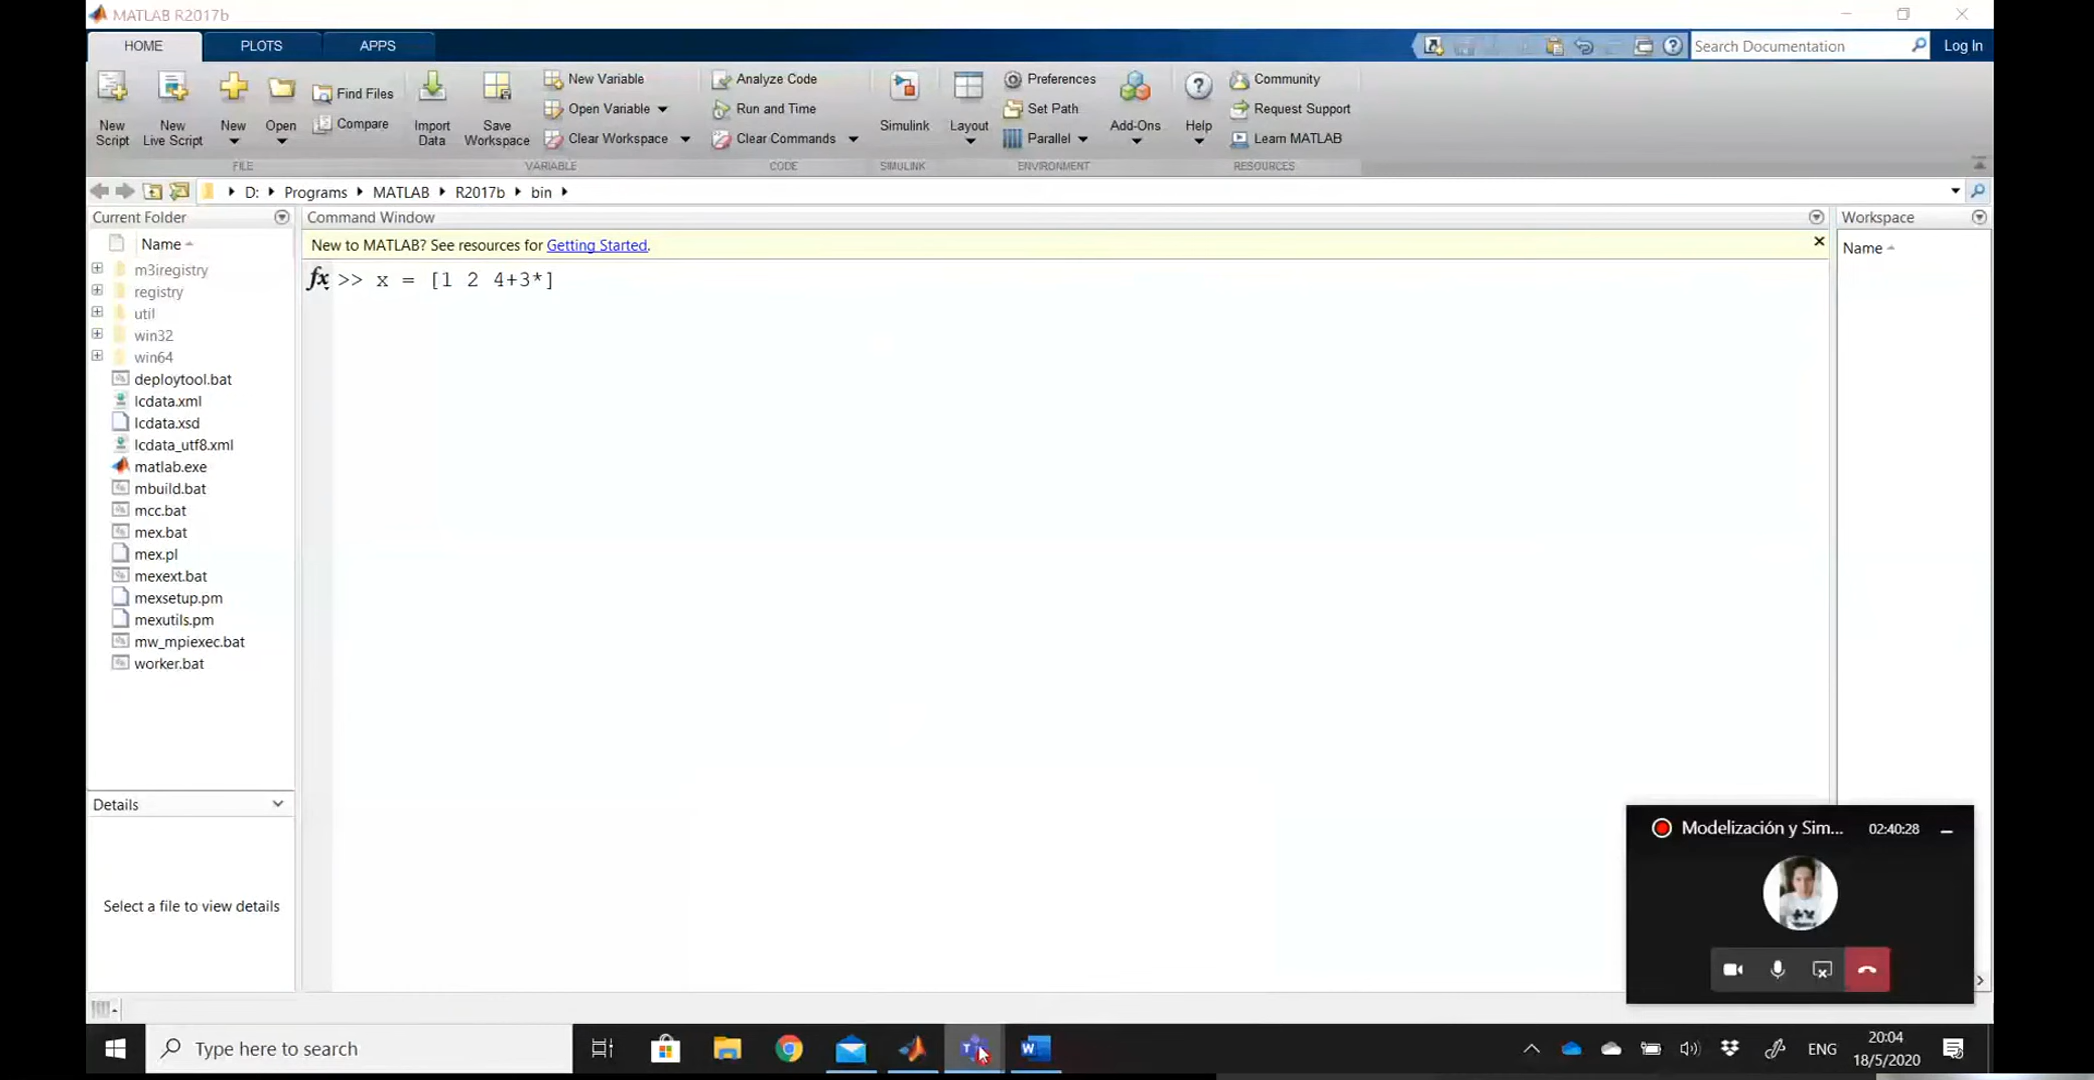 MATLAB R2017b
HOME PLOTS APPS
Search Documentation Log In
New Script
New Live Script
New
Open
Find Files
Compare
FILE
Import Data
Save Workspace
New Variable
Open Variable
Clear Workspace
VARIABLE
Analyze Code
Run and Time
Clear Commands
CODE
Simulink
SIMULINK
Layout
Preferences
Set Path
Parallel
ENVIRONMENT
Add-Ons
Help
Community
Request Support
Learn MATLAB
RESOURCES
D: Programs MATLAB R2017b bin
Current Folder
Name
m3iregistry
registry
util
win32
win64
deploytool.bat
lcdata.xml
lcdata.xsd
lcdata_utf8.xml
matlab.exe
mbuild.bat
mcc.bat
mex.bat
mex.pl
mexext.bat
mexsetup.pm
mexutils.pm
mw_mpiexec.bat
worker.bat
Details
Select a file to view details
Command Window
New to MATLAB? See resources for Getting Started.
fx >> x = [1 2 4+3*]
Workspace
Name
Modelización y Sim... 02:40:28
Type here to search
ENG
20:04
18/5/2020